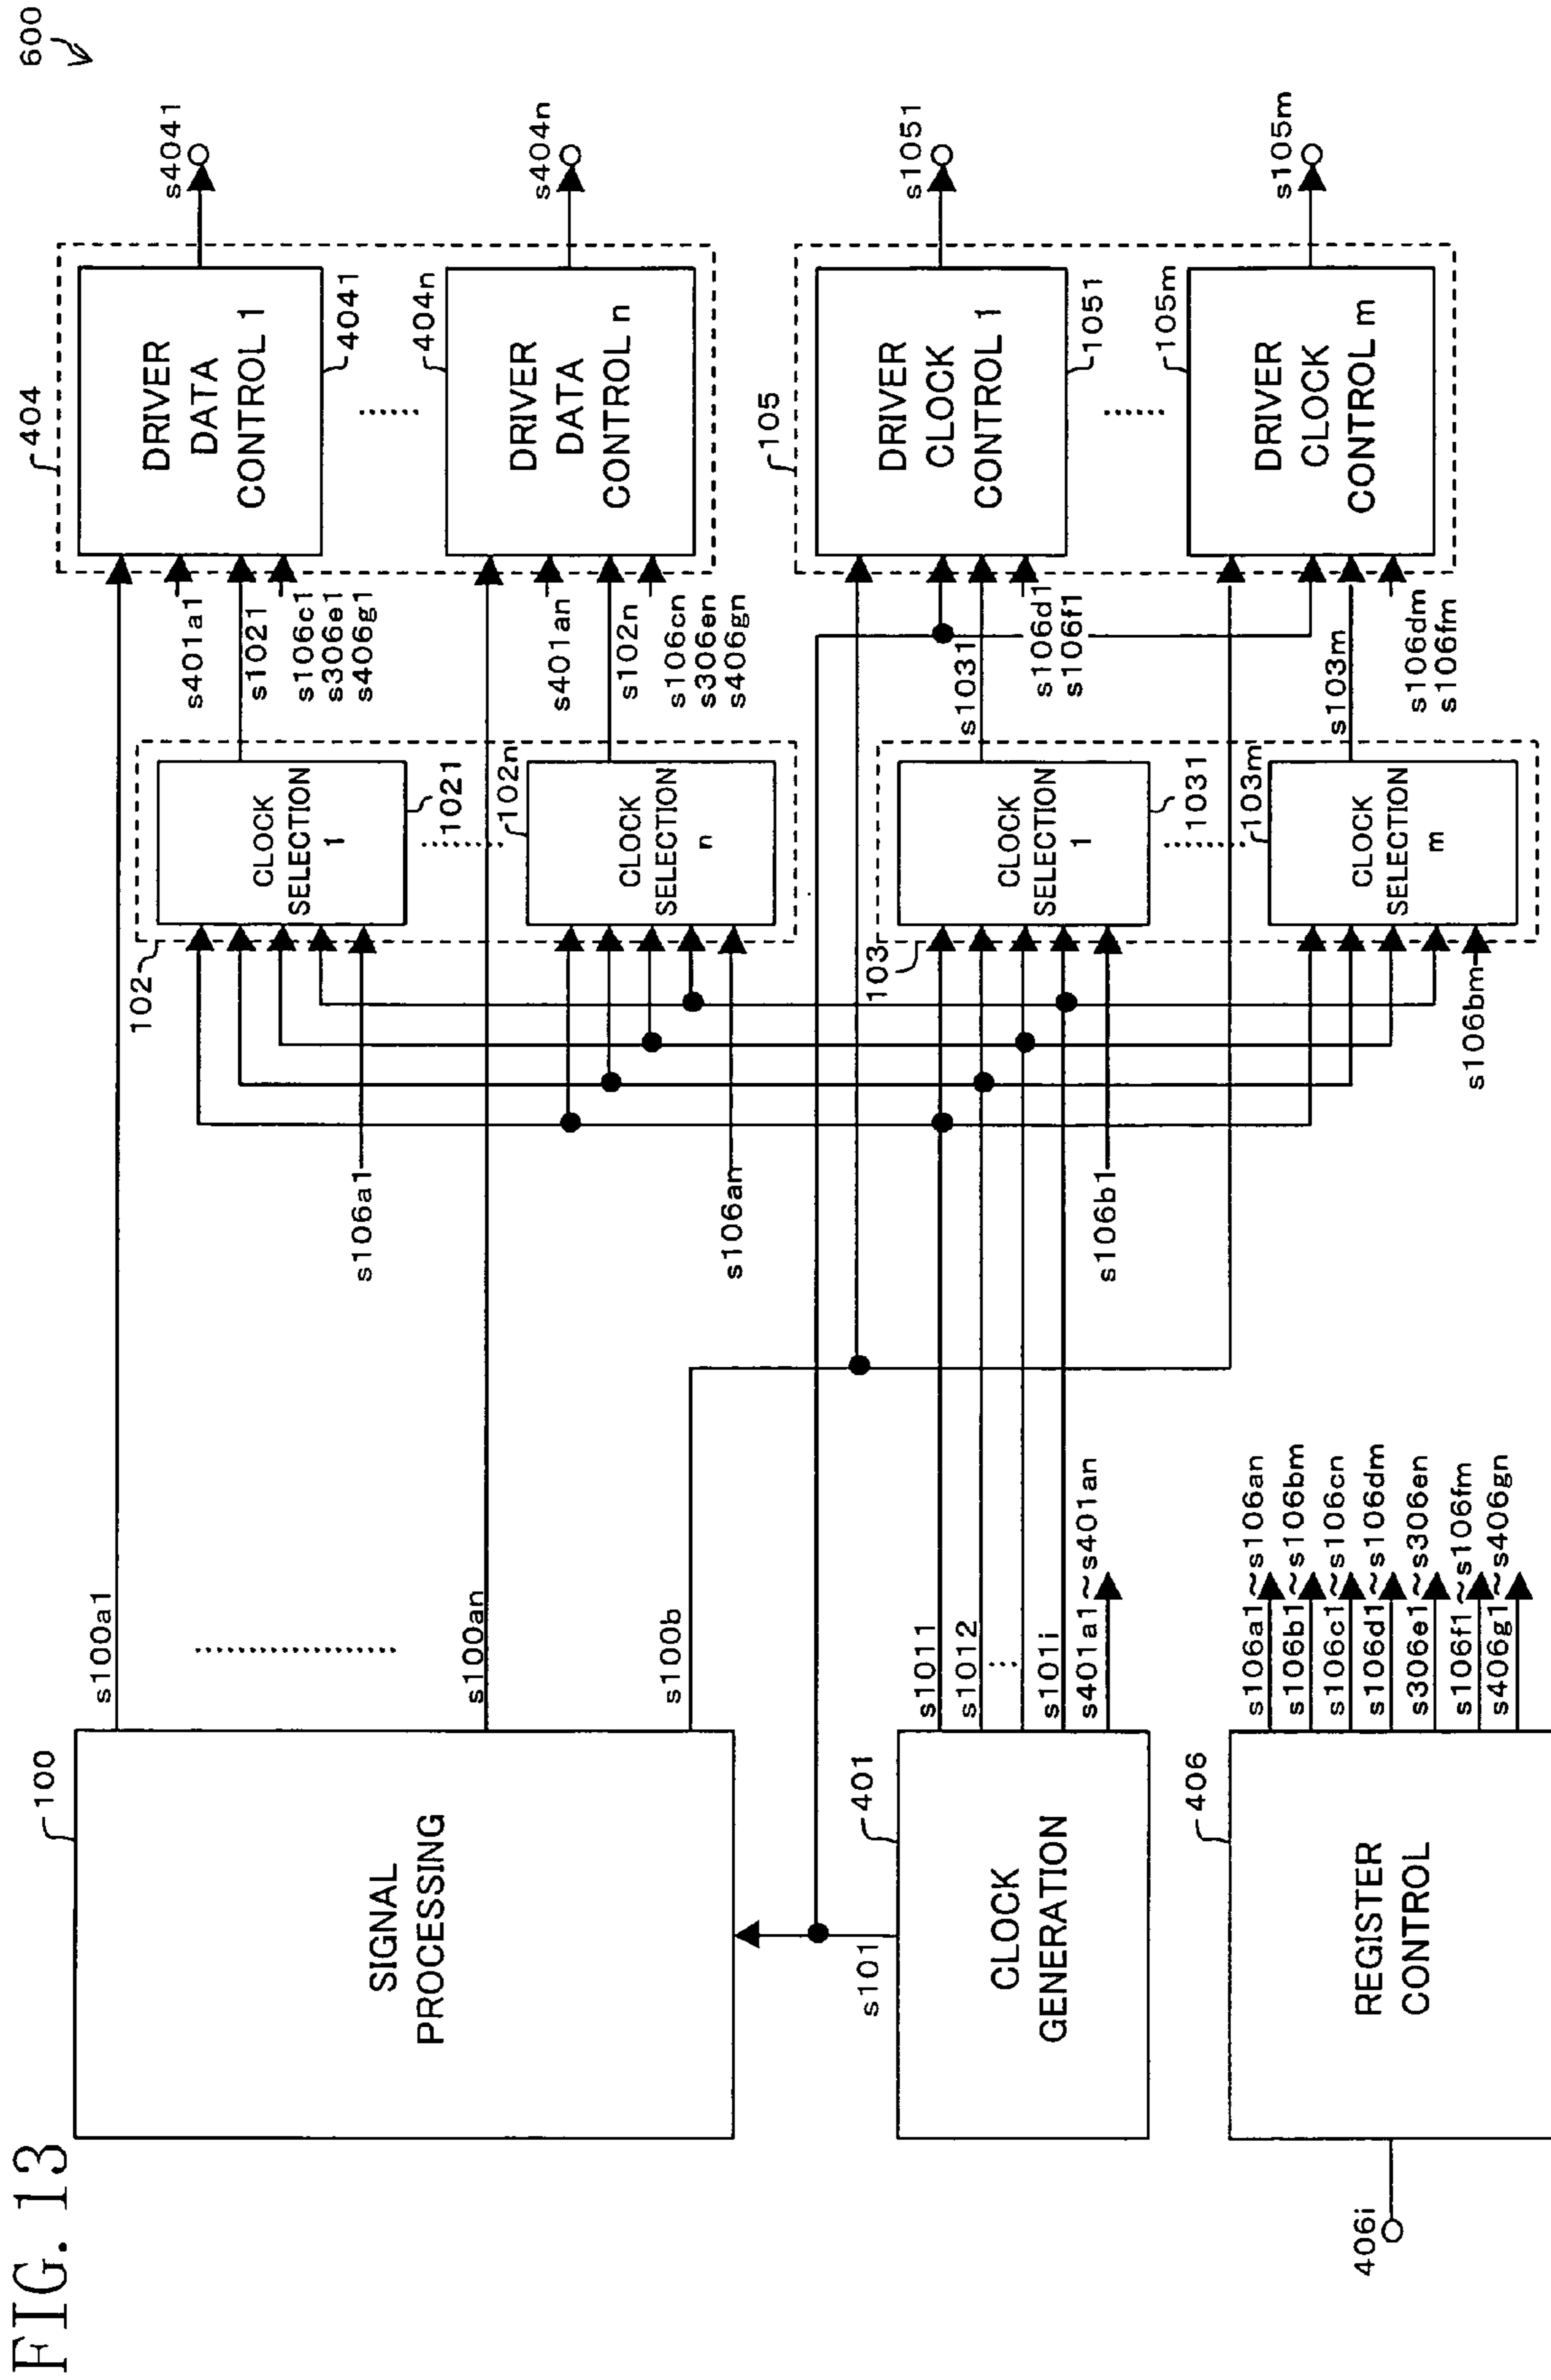 FIG. 13
600
100
SIGNAL
PROCESSING
s100a1
s100an
s100b
s101
401
CLOCK
GENERATION
s1011
s1012
s101i
s401a1~s401an
406i
406
REGISTER
CONTROL
s106a1~s106an
s106b1~s106bm
s106c1~s106cn
s106d1~s106dm
s306e1~s306en
s106f1~s106fm
s406g1~s406gn
102
CLOCK
SELECTION
1
1021
s106a1
102n
CLOCK
SELECTION
n
s106an
103
CLOCK
SELECTION
1
1031
s106b1
103m
CLOCK
SELECTION
m
s106bm
404
DRIVER
DATA
CONTROL 1
4041
s401a1
s1021
s106c1
s306e1
s406g1
s4041
404n
DRIVER
DATA
CONTROL n
s401an
s102n
s106cn
s306en
s406gn
s404n
105
DRIVER
CLOCK
CONTROL 1
1051
s1031
s106d1
s106f1
s1051
105m
DRIVER
CLOCK
CONTROL m
s103m
s106dm
s106fm
s105m